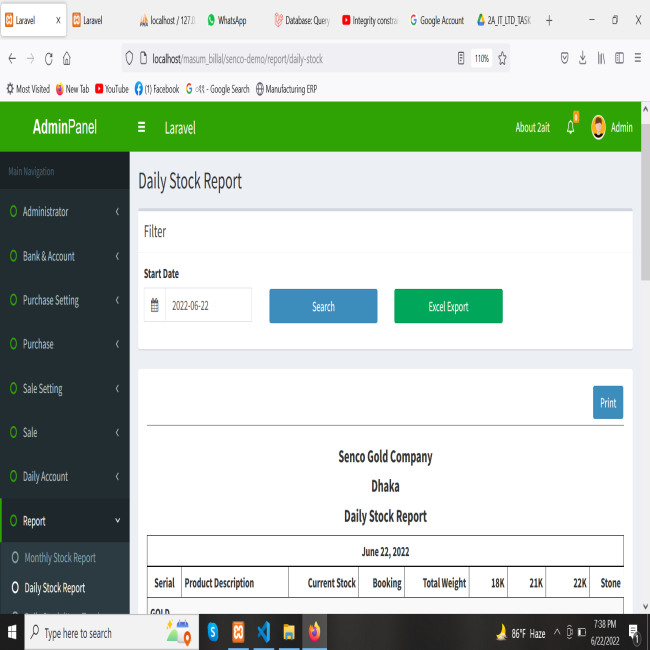 Laravel
Laravel
localhost / 127.0
WhatsApp
Database: Query
Integrity constra
Google Account
2A_IT_LTD_TASK
localhost/masum_billal/senco-demo/report/daily-stock
110%
Most Visited
New Tab
YouTube
(1) Facebook
Google Search
Manufacturing ERP
AdminPanel
Laravel
About 2ait
8
Admin
Main Navigation
Administrator
Bank & Account
Purchase Setting
Purchase
Sale Setting
Sale
Daily Account
Report
Monthly Stock Report
Daily Stock Report
Daily Stock Report
Filter
Start Date
2022-06-22
Search
Excel Export
Print
Senco Gold Company
Dhaka
Daily Stock Report
June 22, 2022
Serial Product Description Current Stock Booking Total Weight 18K 21K 22K Stone
GOLD
Type here to search
86°F Haze
7:38 PM
6/22/2022
1